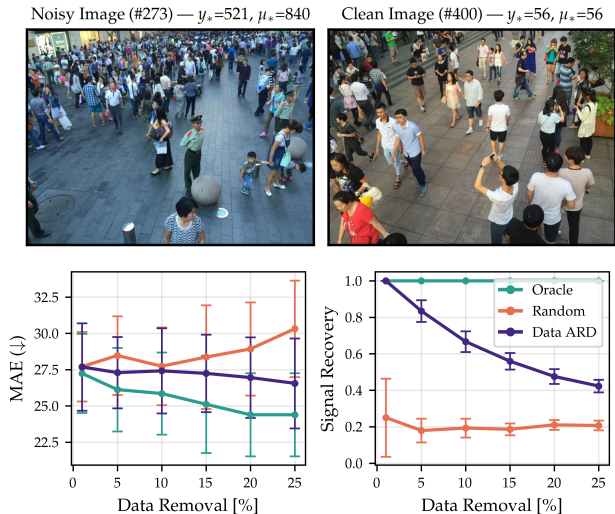 Noisy Image (#273) — y*=521, μ*=840
Clean Image (#400) — y*=56, μ*=56
MAE (↓)
32.5
30.0
27.5
25.0
22.5
0 5 10 15 20 25
Data Removal [%]
Signal Recovery
1.0
0.8
0.6
0.4
0.2
0.0
Oracle
Random
Data ARD
0 5 10 15 20 25
Data Removal [%]